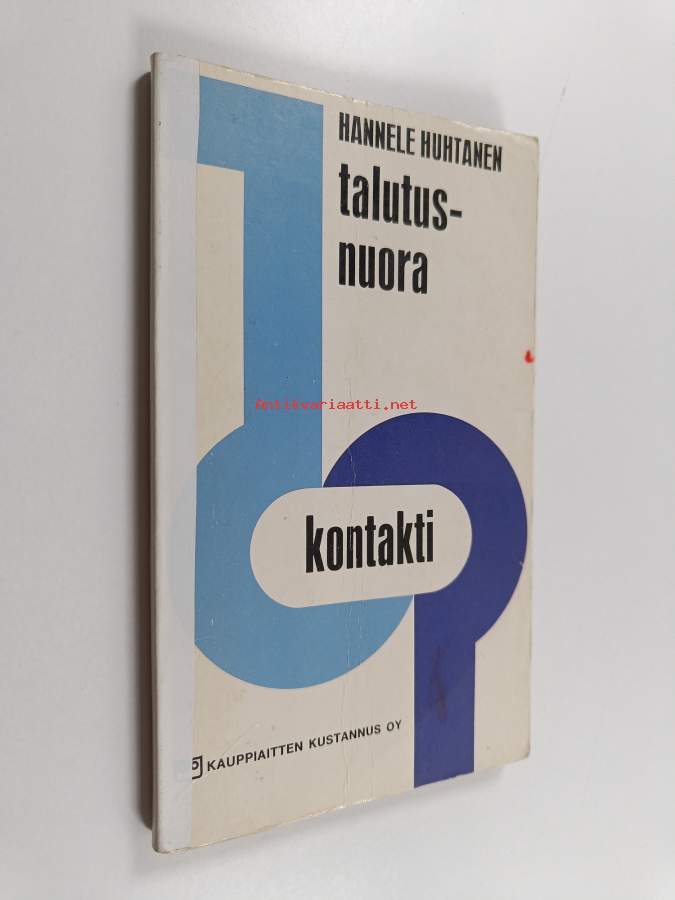 HANNELE HUHTANEN
talutus-
nuora
Antikvariaatti.net
kontakti
KAUPPIAITTEN KUSTANNUS OY